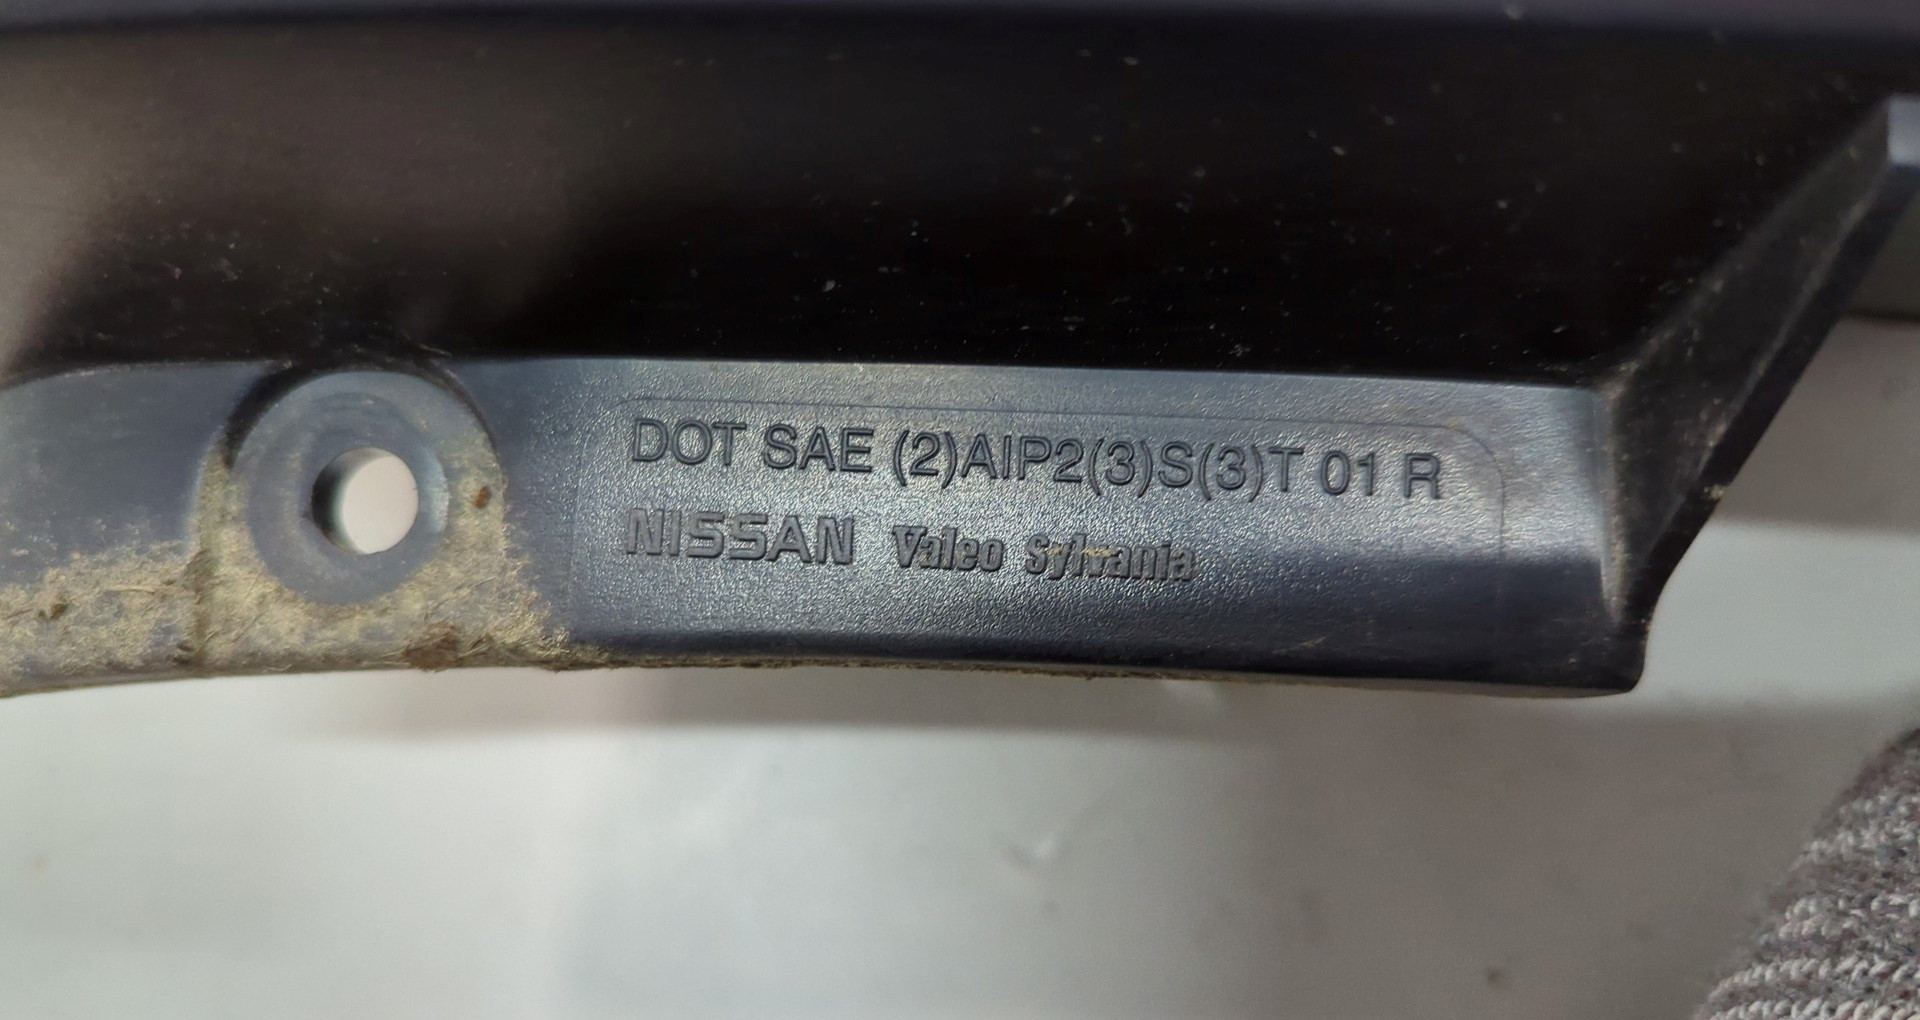 DOT SAE (2)AIP2(3)S(3)T 01 R
NISSAN Valeo Sylvania